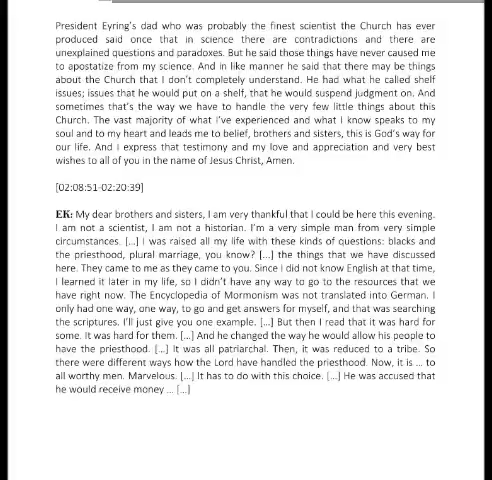 President Eyring's dad who was probably the finest scientist the Church has ever
produced said once that in science there are contradictions and there are
unexplained questions and paradoxes. But he said those things have never caused me
to apostatize from my science. And in like manner he said that there may be things
about the Church that I don't completely understand. He had what he called shelf
issues; issues that he would put on a shelf, that he would suspend judgment on. And
sometimes that's the way we have to handle the very few little things about this
Church. The vast majority of what I've experienced and what I know speaks to my
soul and to my heart and leads me to belief, brothers and sisters, this is God's way for
our life. And I express that testimony and my love and appreciation and very best
wishes to all of you in the name of Jesus Christ, Amen.
[02:08:51-02:20:39]
EK: My dear brothers and sisters, I am very thankful that I could be here this evening.
I am not a scientist, I am not a historian. I'm a very simple man from very simple
circumstances. [...] I was raised all my life with these kinds of questions: blacks and
the priesthood, plural marriage, you know? [...] the things that we have discussed
here. They came to me as they came to you. Since I did not know English at that time,
I learned it later in my life, so I didn't have any way to go to the resources that we
have right now. The Encyclopedia of Mormonism was not translated into German. I
only had one way, one way, to go and get answers for myself, and that was searching
the scriptures. I'll just give you one example. [...] But then I read that it was hard for
some. It was hard for them. [...] And he changed the way he would allow his people to
have the priesthood. [...] It was all patriarchal. Then, it was reduced to a tribe. So
there were different ways how the Lord have handled the priesthood. Now, it is ... to
all worthy men. Marvelous. [...] It has to do with this choice. [...] He was accused that
he would receive money ... [...]